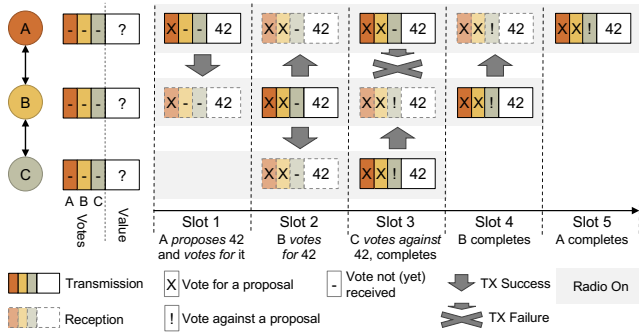 A - - - ? X - - 42 X X - 42 X X - 42 X X ! 42 X X ! 42
B - - - ? X - - 42 X X - 42 X X ! 42 X X ! 42
C - - - ? X X - 42 X X ! 42
A B C
Votes
Value
Slot 1 Slot 2 Slot 3 Slot 4 Slot 5
A proposes 42 B votes C votes against B completes A completes
and votes for it for 42 42, completes
Transmission X Vote for a proposal - Vote not (yet) TX Success Radio On
received
Reception ! Vote against a proposal TX Failure